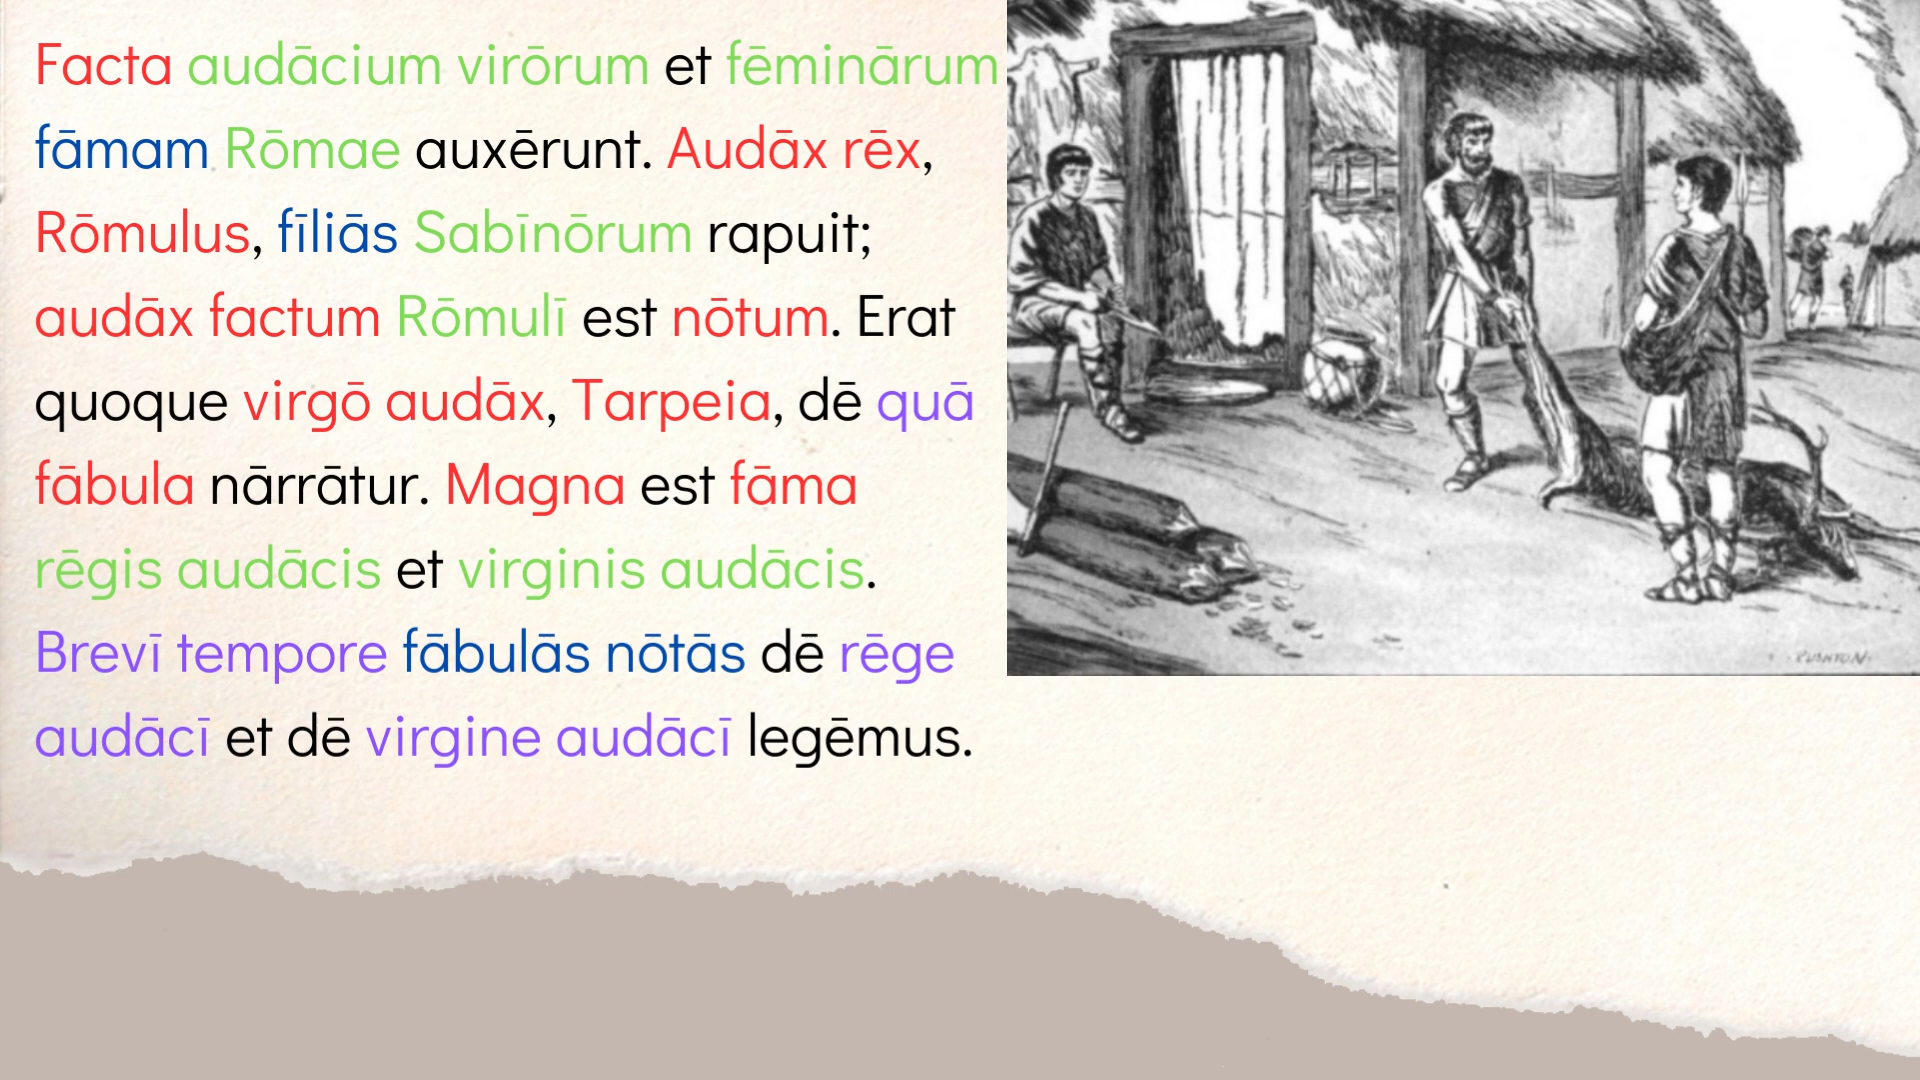 Facta audācium virōrum et fēminārum
fāmam Rōmae auxērunt. Audāx rēx,
Rōmulus, fīliās Sabīnōrum rapuit;
audāx factum Rōmulī est nōtum. Erat
quoque virgō audāx, Tarpeia, dē quā
fābula nārrātur. Magna est fāma
rēgis audācis et virginis audācis.
Brevī tempore fābulās nōtās dē rēge
audācī et dē virgine audācī legēmus.
RUSHTON